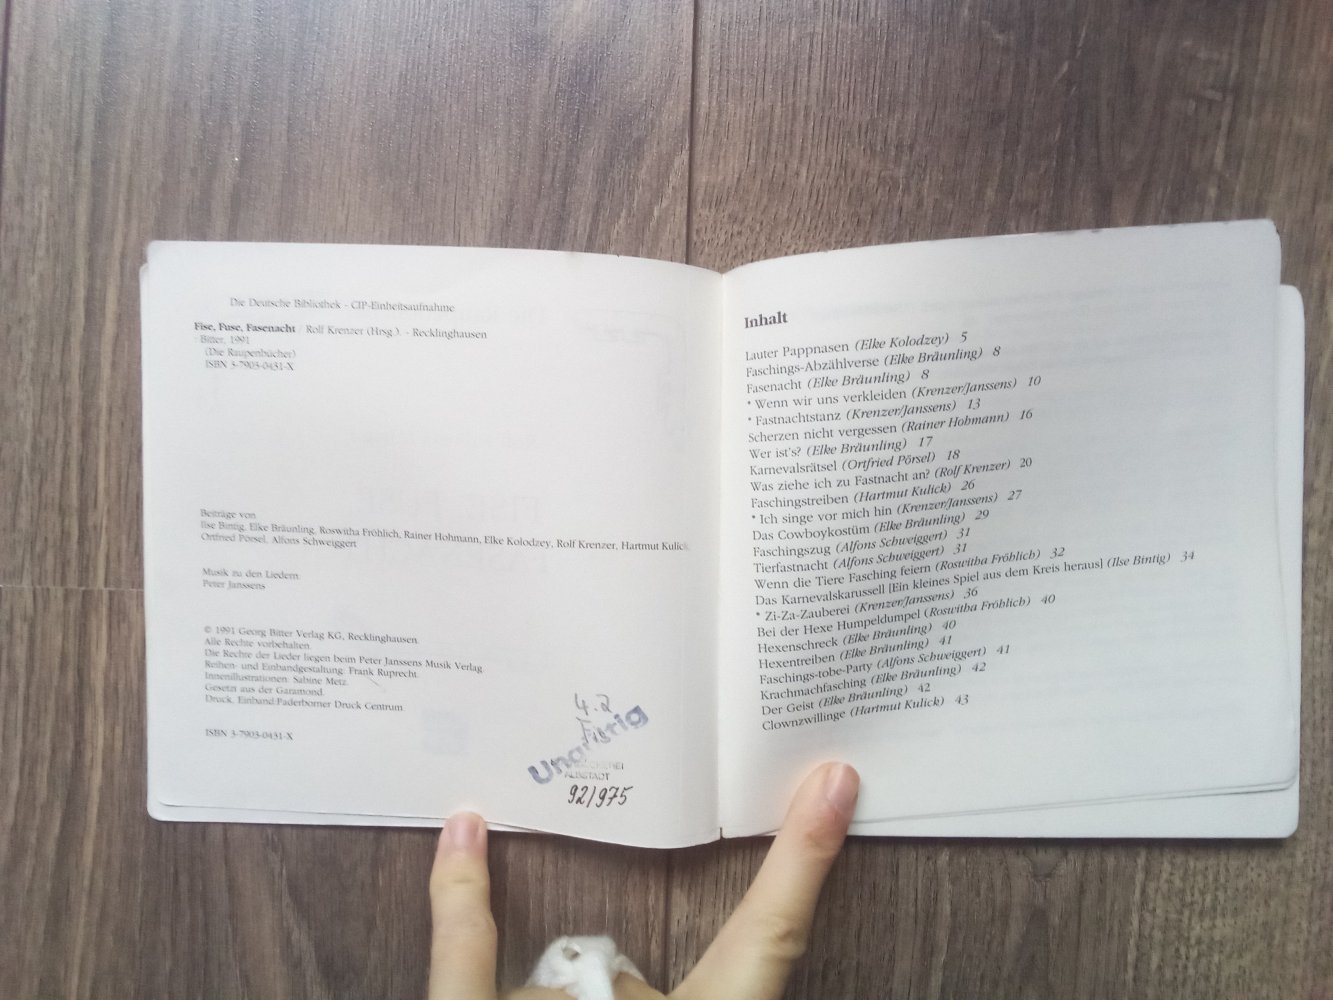 Die Deutsche Bibliothek - CIP-Einheitsaufnahme
Fise, Fuse, Fasenacht / Rolf Krenzer (Hrsg.). - Recklinghausen
: Bitter, 1991
(Die Raupenbücher)
ISBN 3-7903-0431-X
Beiträge von
Ilse Bintig, Elke Bräunling, Roswitha Fröhlich, Rainer Hohmann, Elke Kolodzey, Rolf Krenzer, Hartmut Kulick,
Ortfried Pörsel, Alfons Schweiggert
Musik zu den Liedern:
Peter Janssens
© 1991 Georg Bitter Verlag KG, Recklinghausen.
Alle Rechte vorbehalten.
Die Rechte der Lieder liegen beim Peter Janssens Musik Verlag.
Reihen- und Einbandgestaltung: Frank Ruprecht.
Innenillustrationen: Sabine Metz.
Gesetzt aus der Garamond.
Druck, Einband Paderborner Druck Centrum
ISBN 3-7903-0431-X
4.2
Ungültig
ALBSTADT
92/975
Inhalt
Lauter Pappnasen (Elke Kolodzey) 5
Faschings-Abzählverse (Elke Bräunling) 8
Fasenacht (Elke Bräunling) 8
* Wenn wir uns verkleiden (Krenzer/Janssens) 10
* Fastnachtstanz (Krenzer/Janssens) 13
Scherzen nicht vergessen (Rainer Hohmann) 16
Wer ist's? (Elke Bräunling) 17
Karnevalsrätsel (Ortfried Pörsel) 18
Was ziehe ich zu Fastnacht an? (Rolf Krenzer) 20
Faschingstreiben (Hartmut Kulick) 26
* Ich singe vor mich hin (Krenzer/Janssens) 27
Das Cowboykostüm (Elke Bräunling) 29
Faschingszug (Alfons Schweiggert) 31
Tierfastnacht (Alfons Schweiggert) 31
Wenn die Tiere Fasching feiern (Roswitha Fröhlich) 32
Das Karnevalskarussell [Ein kleines Spiel aus dem Kreis heraus] (Ilse Bintig) 34
* Zi-Za-Zauberei (Krenzer/Janssens) 36
Bei der Hexe Humpeldumpel (Roswitha Fröhlich) 40
Hexenschreck (Elke Bräunling) 40
Hexentreiben (Elke Bräunling) 41
Faschings-tobe-Party (Alfons Schweiggert) 41
Krachmachfasching (Elke Bräunling) 42
Der Geist (Elke Bräunling) 42
Clownzwillinge (Hartmut Kulick) 43